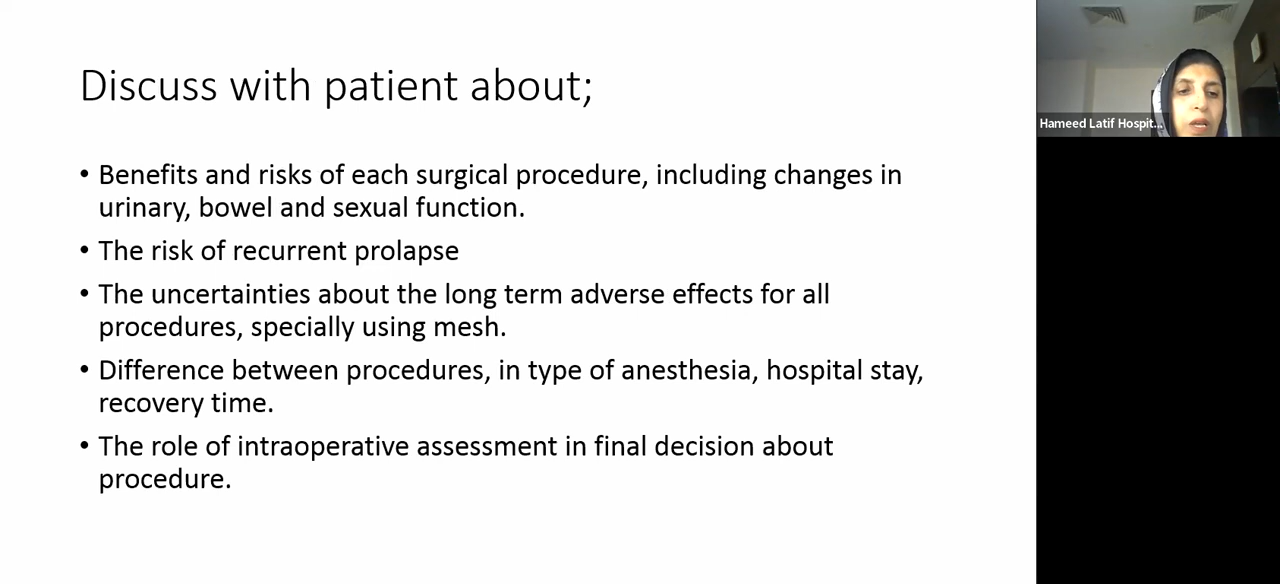 Discuss with patient about;
• Benefits and risks of each surgical procedure, including changes in
urinary, bowel and sexual function.
• The risk of recurrent prolapse
• The uncertainties about the long term adverse effects for all
procedures, specially using mesh.
• Difference between procedures, in type of anesthesia, hospital stay,
recovery time.
• The role of intraoperative assessment in final decision about
procedure.
Hameed Latif Hospit...